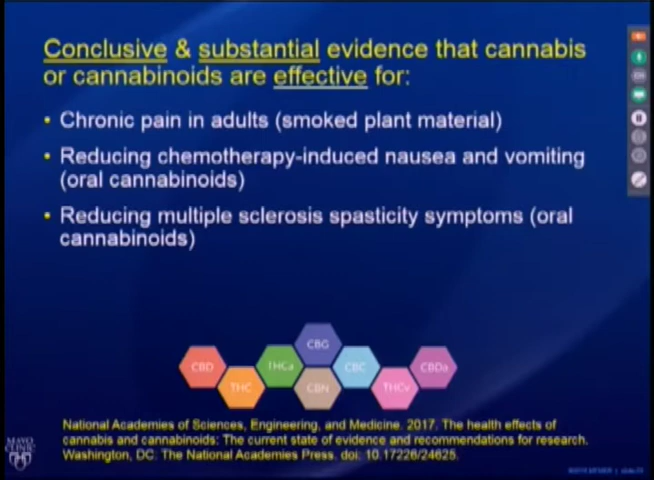 Conclusive & substantial evidence that cannabis
or cannabinoids are effective for:
• Chronic pain in adults (smoked plant material)
• Reducing chemotherapy-induced nausea and vomiting
(oral cannabinoids)
• Reducing multiple sclerosis spasticity symptoms (oral
cannabinoids)
CBG
CBD
THCa
CBC
CBDa
THC
CBN
THCv
National Academies of Sciences, Engineering, and Medicine. 2017. The health effects of
cannabis and cannabinoids: The current state of evidence and recommendations for research.
Washington, DC: The National Academies Press. doi: 10.17226/24625.
MAYO
CLINIC